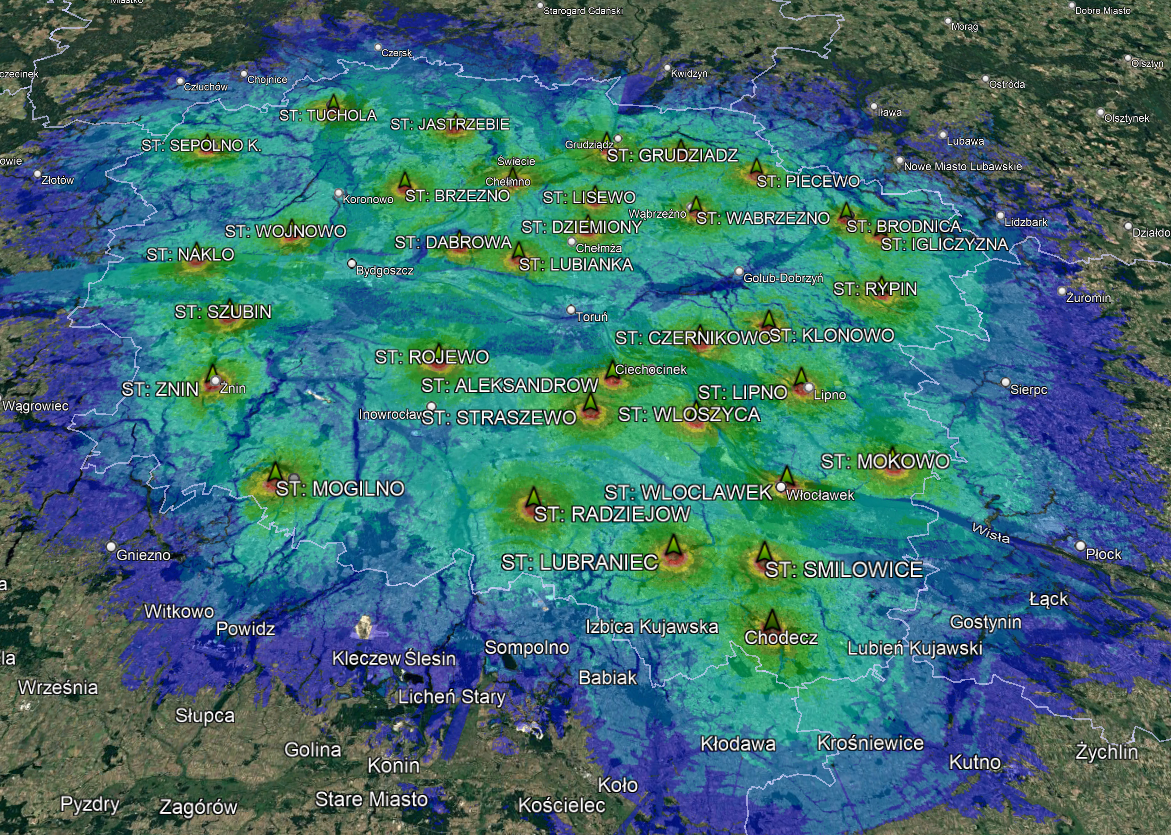 Miastko
Starogard Gdański
Dobre Miasto
Morąg
Czersk
Olsztyn
Chojnice
Kwidzyń
Człuchów
Ostróda
ST: TUCHOLA
Iława
Olsztynek
ST: JASTRZEBIE
Lubawa
ST: SEPOLNO K.
Grudziądz
ST: GRUDZIADZ
Świecie
Nowe Miasto Lubawskie
Złotów
Chełmno
ST: PIECEWO
Koronowo
ST: BRZEZNO
ST: LISEWO
Wąbrzeźno
ST: WABRZEZNO
Lidzbark
ST: DZIEMIONY
ST: BRODNICA
ST: WOJNOWO
Działdo
ST: DABROWA
Chełmża
ST: IGLICZYZNA
ST: NAKLO
ST: LUBIANKA
Bydgoszcz
Golub-Dobrzyń
ST: RYPIN
Żuromin
ST: SZUBIN
Toruń
ST: CZERNIKOWO
ST: KLONOWO
ST: ROJEWO
Ciechocinek
ST: ZNIN
Żnin
ST: ALEKSANDROW
ST: LIPNO
Lipno
Sierpc
Wągrowiec
Inowrocław
ST: STRASZEWO
ST: WLOSZYCA
ST: MOKOWO
ST: MOGILNO
ST: WLOCLAWEK
Włocławek
ST: RADZIEJOW
Wisła
Gniezno
Płock
ST: LUBRANIEC
ST: SMILOWICE
Łąck
Witkowo
Gostynin
Powidz
Izbica Kujawska
Chodecz
Sompolno
Lubień Kujawski
Kleczew
Ślesin
Babiak
Września
Licheń Stary
Słupca
Kłodawa
Krośniewice
Golina
Żychlin
Konin
Kutno
Koło
Pyzdry
Zagórów
Stare Miasto
Kościelec